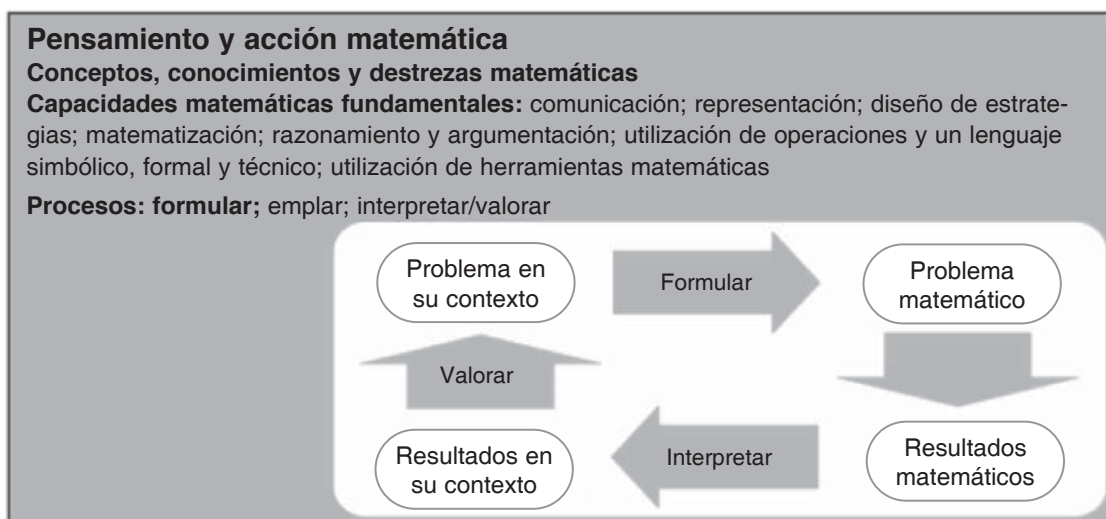 Pensamiento y acción matemática
Conceptos, conocimientos y destrezas matemáticas
Capacidades matemáticas fundamentales: comunicación; representación; diseño de estrate-
gias; matematización; razonamiento y argumentación; utilización de operaciones y un lenguaje
simbólico, formal y técnico; utilización de herramientas matemáticas
Procesos: formular; emplar; interpretar/valorar
Problema en
su contexto
Formular
Problema
matemático
Valorar
Resultados en
su contexto
Interpretar
Resultados
matemáticos